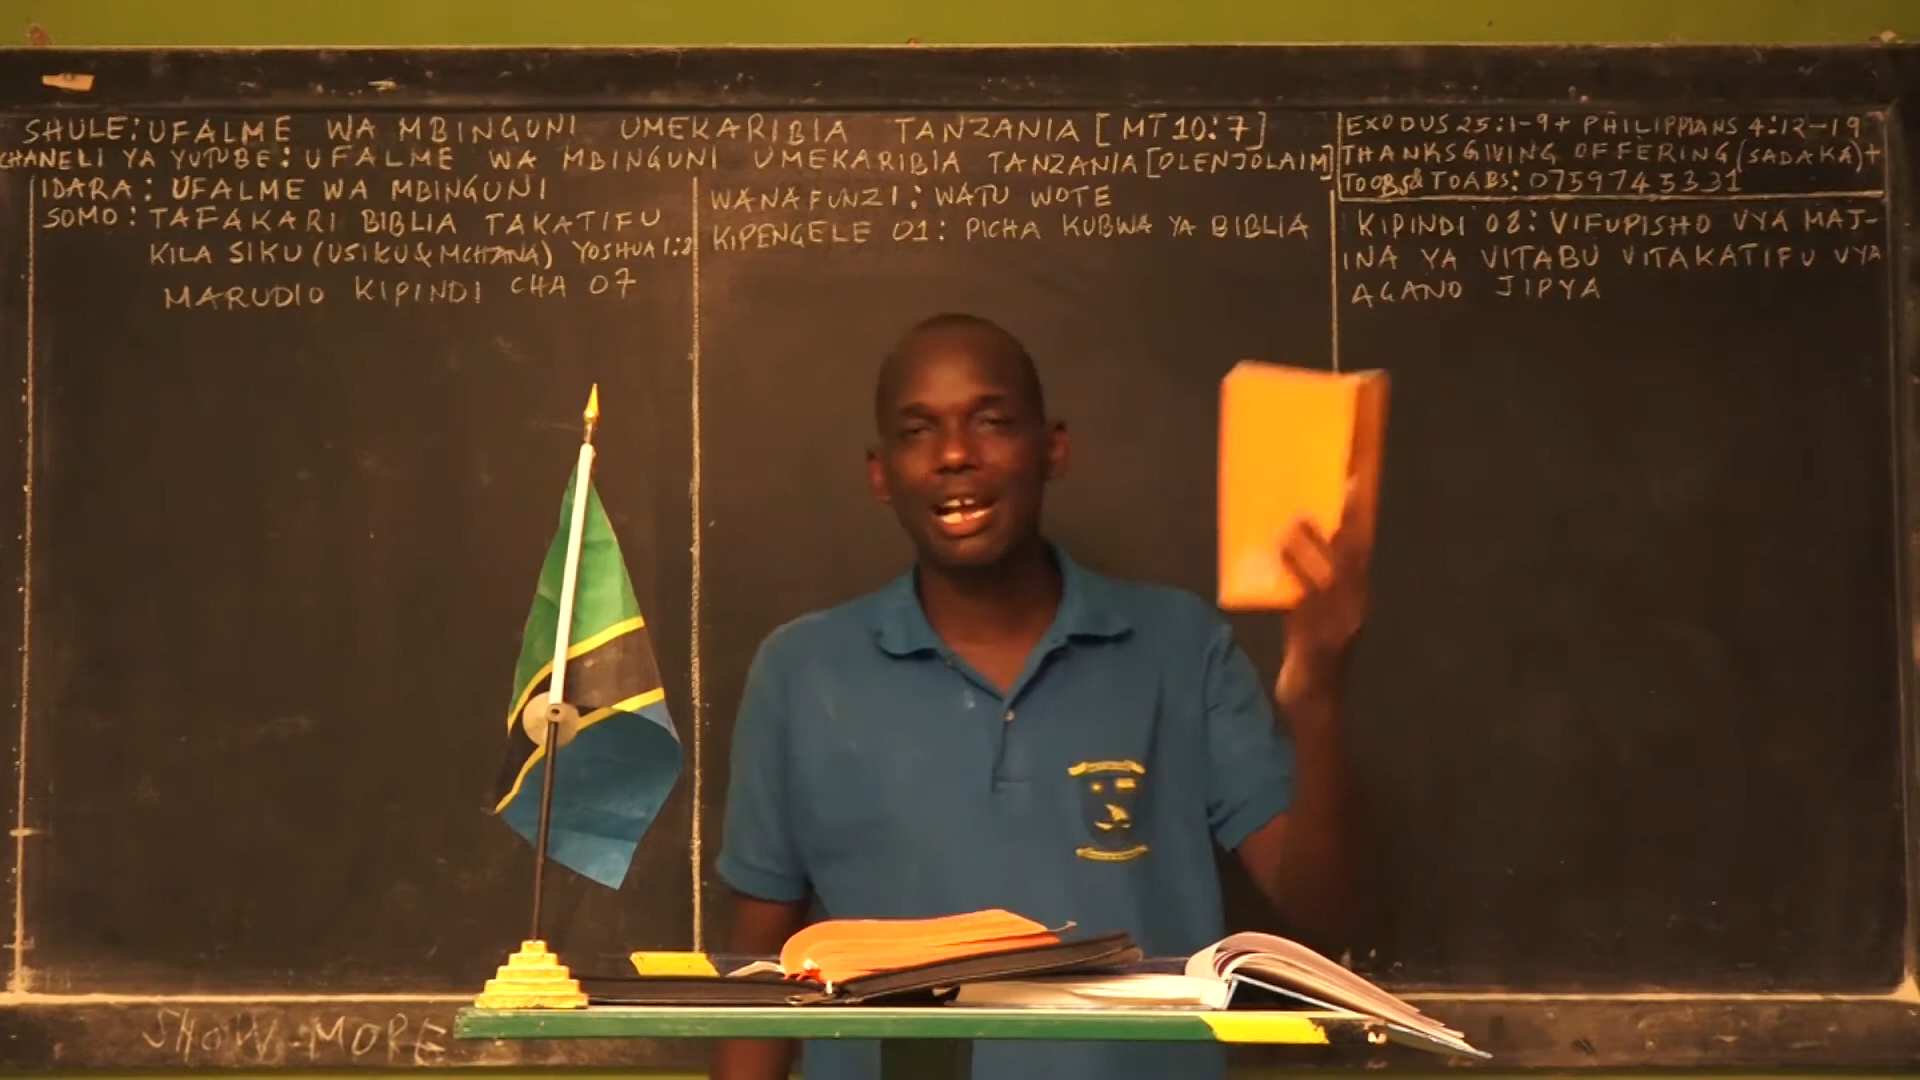 SHULE: UFALME WA MBINGUNI UMEKARIBIA TANZANIA [MT 10:7]
CHANELI YA YUTUBE: UFALME WA MBINGUNI UMEKARIBIA TANZANIA [OLENJOLAIM]
IDARA: UFALME WA MBINGUNI
SOMO: TAFAKARI BIBLIA TAKATIFU
KILA SIKU (USIKU & MCHANA) YOSHUA 1:8
MARUDIO KIPINDI CHA 07
WANAFUNZI: WATU WOTE
KIPENGELE 01: PICHA KUBWA YA BIBLIA
EXODUS 25:1-9 + PHILIPPIANS 4:12-19
THANKSGIVING OFFERING (SADAKA) +
TOOBS & TOABS: 0759745331
KIPINDI 08: VIFUPISHO VYA MAJ-
INA YA VITABU VITAKATIFU VYA
AGANO JIPYA
SHOW MORE